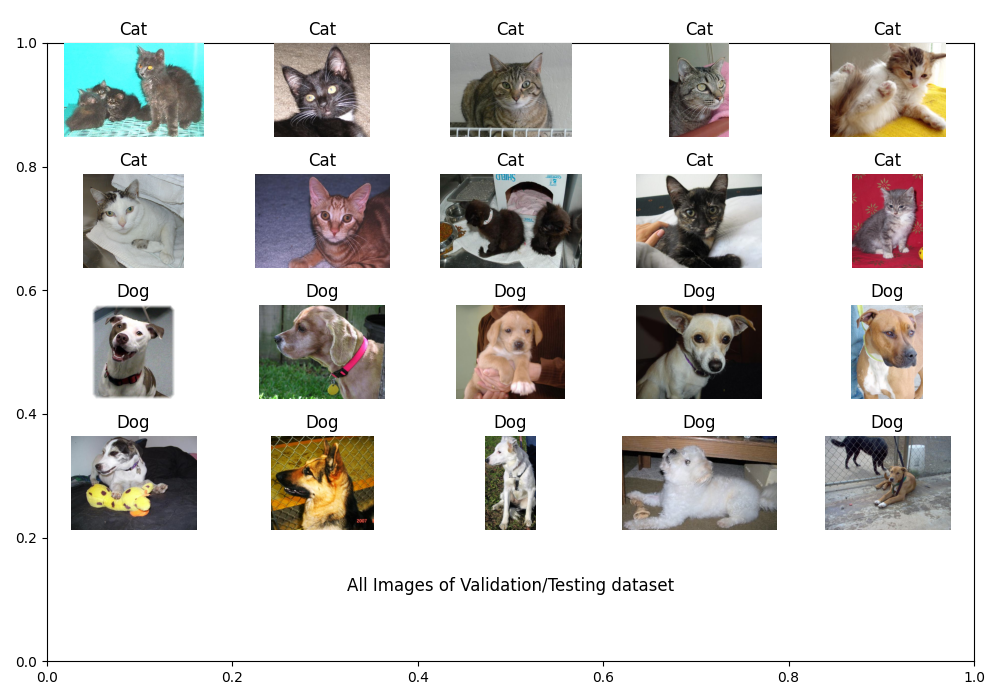 Cat Cat Cat Cat Cat
1.0
Cat Cat Cat Cat Cat
0.8
Dog Dog Dog Dog Dog
0.6
Dog Dog Dog Dog Dog
0.4
2007
0.2
All Images of Validation/Testing dataset
0.0
0.0 0.2 0.4 0.6 0.8 1.0